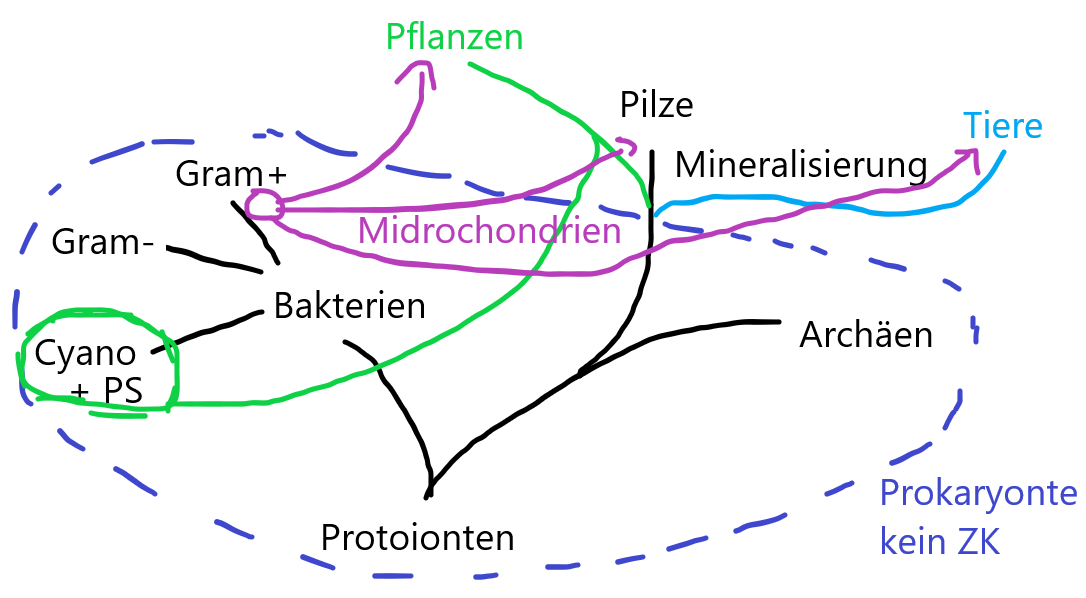 Pflanzen
Pilze
Tiere
Mineralisierung
Gram+
Midrochondrien
Gram-
Bakterien
Cyano
+ PS
Archäen
Prokaryonte
kein ZK
Protoionten